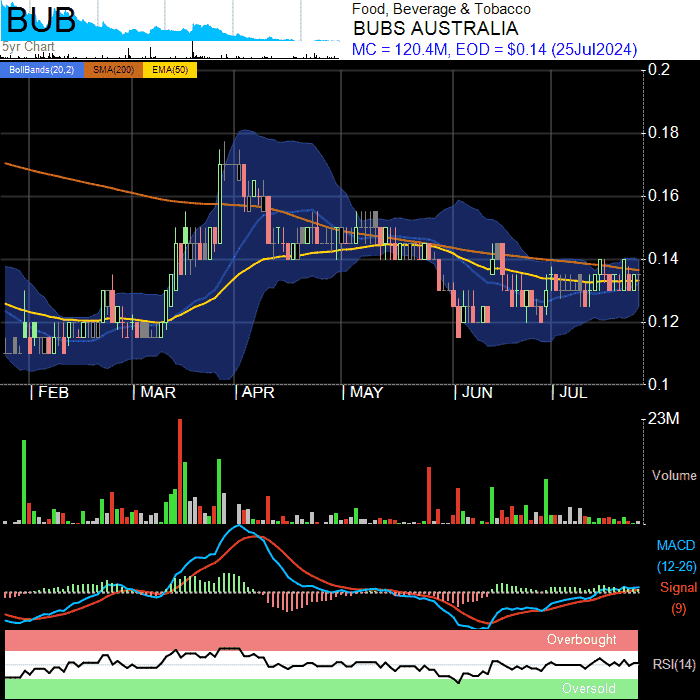 BUB
5yr Chart
Food, Beverage & Tobacco
BUBS AUSTRALIA
MC = 120.4M, EOD = $0.14 (25Jul2024)
BollBands(20,2) SMA(200) EMA(50)
0.2
0.18
0.16
0.14
0.12
0.1
FEB MAR APR MAY JUN JUL
23M
Volume
MACD
(12-26)
Signal
(9)
Overbought
RSI(14)
Oversold